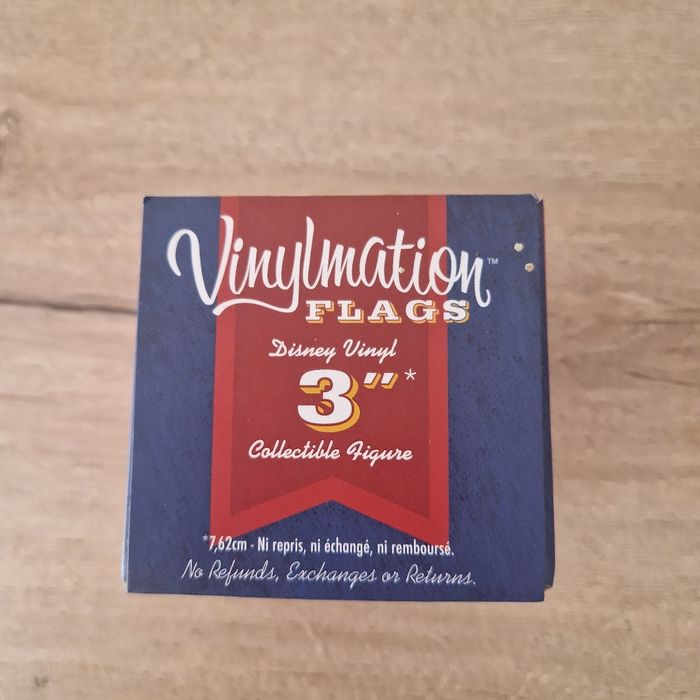 Vinylmation™
FLAGS
Disney Vinyl
3"*
Collectible Figure
*7,62cm - Ni repris, ni échangé, ni remboursé.
No Refunds, Exchanges or Returns.